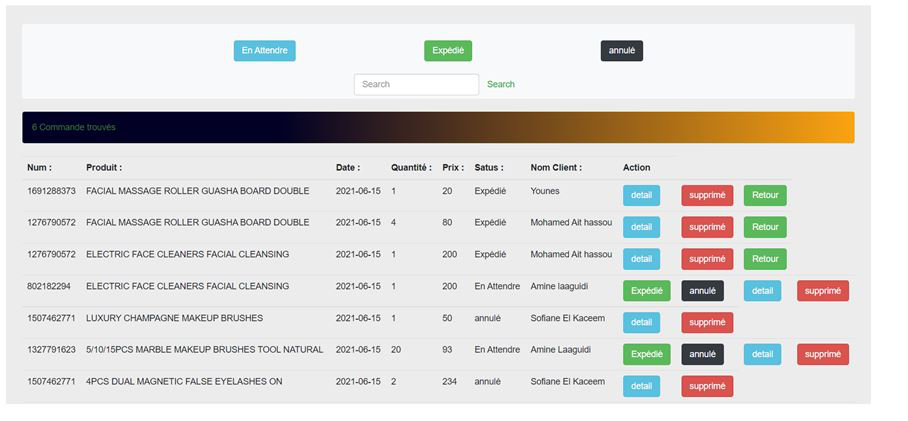 En Attendre Expédié annulé
Search Search
6 Commande trouvés
Num : Produit : Date : Quantité : Prix : Satus : Nom Client : Action
1691288373 FACIAL MASSAGE ROLLER GUASHA BOARD DOUBLE 2021-06-15 1 20 Expédié Younes detail supprimé Retour
1276790572 FACIAL MASSAGE ROLLER GUASHA BOARD DOUBLE 2021-06-15 4 80 Expédié Mohamed Ait hassou detail supprimé Retour
1276790572 ELECTRIC FACE CLEANERS FACIAL CLEANSING 2021-06-15 1 200 Expédié Mohamed Ait hassou detail supprimé Retour
802182294 ELECTRIC FACE CLEANERS FACIAL CLEANSING 2021-06-15 1 200 En Attendre Amine laaguidi Expédié annulé detail supprimé
1507462771 LUXURY CHAMPAGNE MAKEUP BRUSHES 2021-06-15 1 50 annulé Sofiane El Kaceem detail supprimé
1327791623 5/10/15PCS MARBLE MAKEUP BRUSHES TOOL NATURAL 2021-06-15 20 93 En Attendre Amine Laaguidi Expédié annulé detail supprimé
1507462771 4PCS DUAL MAGNETIC FALSE EYELASHES ON 2021-06-15 2 234 annulé Sofiane El Kaceem detail supprimé